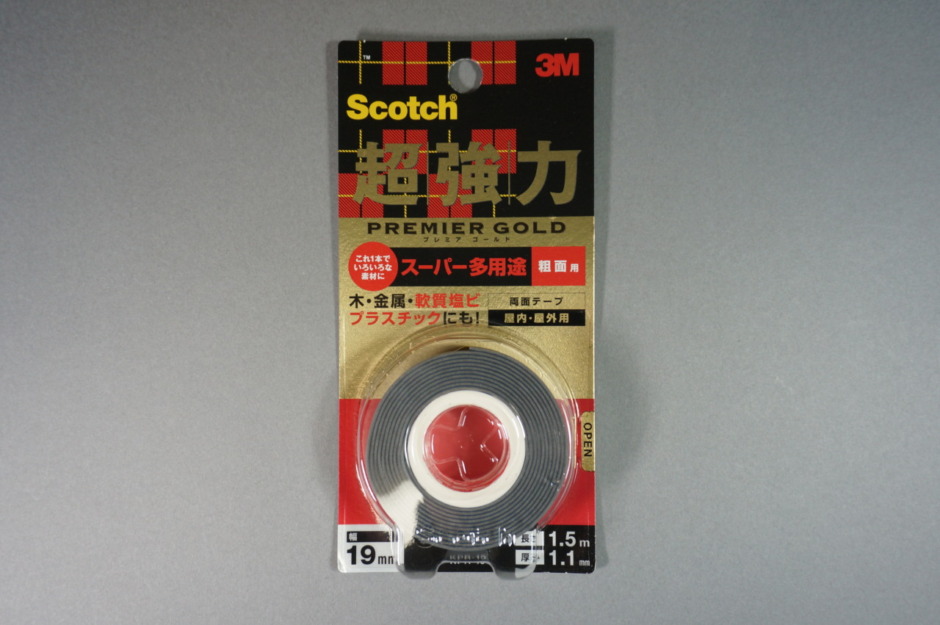 ™
3M
Scotch®
超強力
PREMIER GOLD
プレミア ゴールド
これ1本で
いろいろな
素材に
スーパー多用途
粗面用
木・金属・軟質塩ビ
プラスチックにも!
両面テープ
屋内・屋外用
OPEN
幅
19mm
長さ
1.5m
厚さ
1.1mm